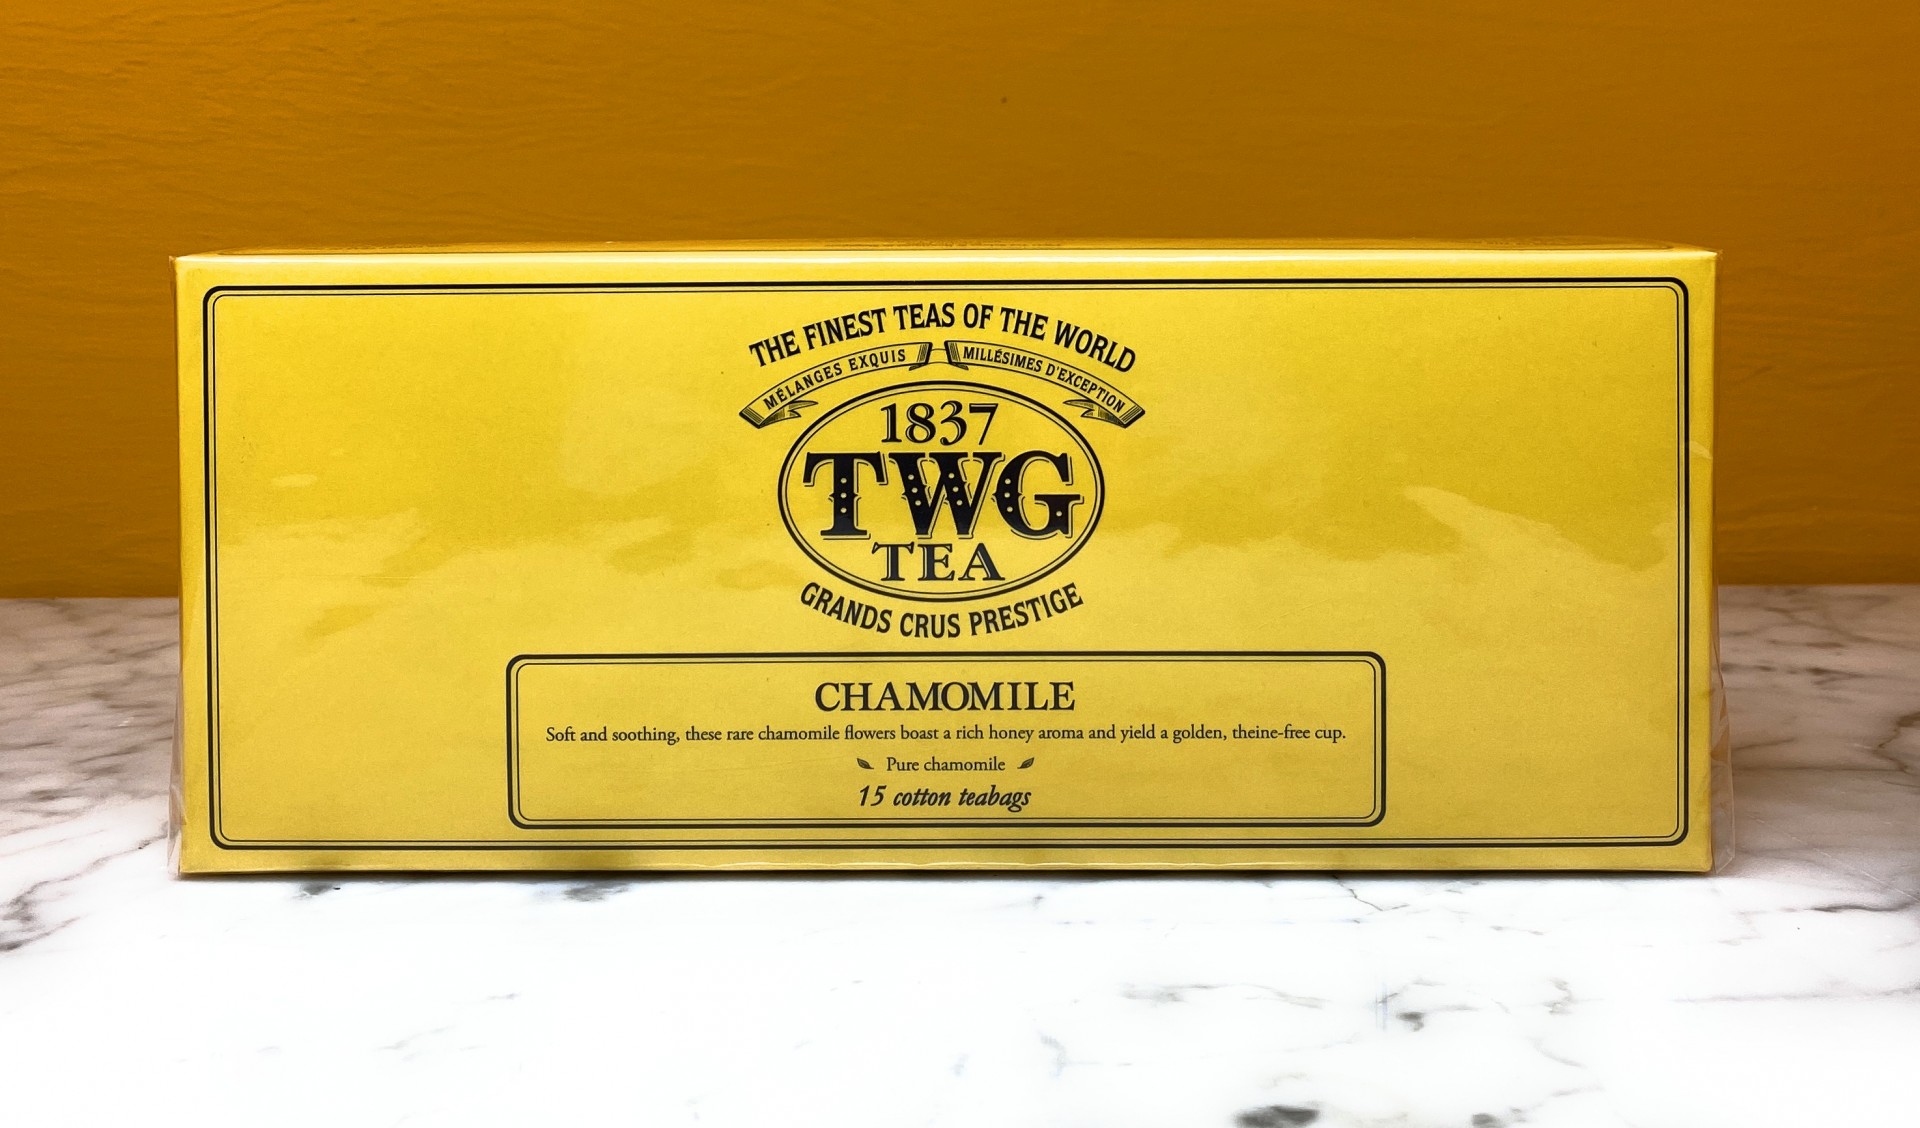 THE FINEST TEAS OF THE WORLD
MÉLANGES EXQUIS MILLÉSIMES D'EXCEPTION
1837
TWG
TEA
GRANDS CRUS PRESTIGE
CHAMOMILE
Soft and soothing, these rare chamomile flowers boast a rich honey aroma and yield a golden, theine-free cup.
Pure chamomile
15 cotton teabags